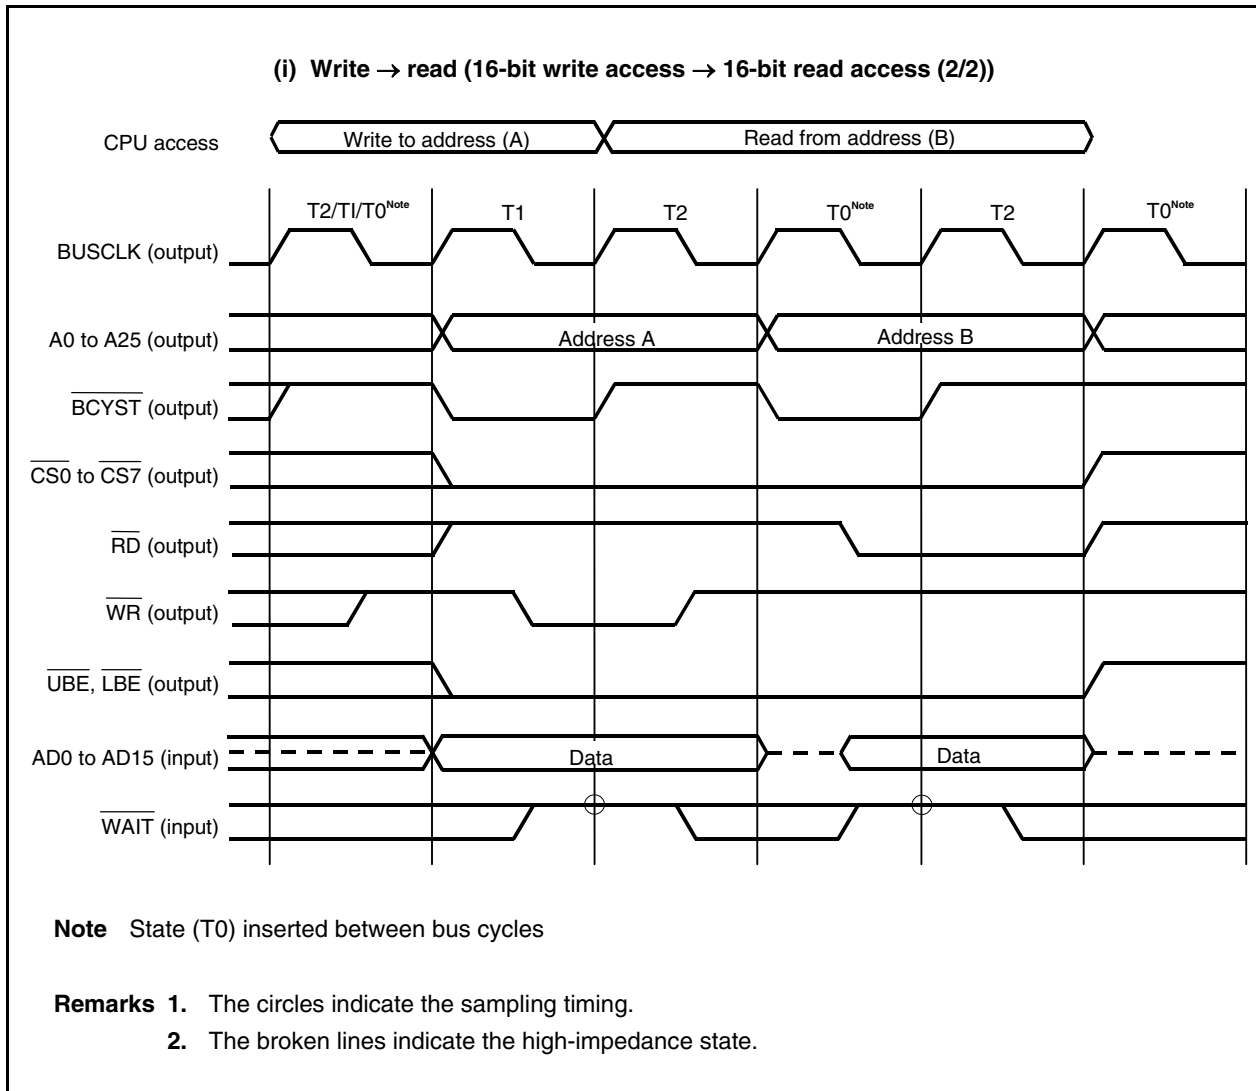 (i) Write → read (16-bit write access → 16-bit read access (2/2))
CPU access
Write to address (A)
Read from address (B)
T2/TI/T0Note
T1
T2
T0Note
T2
T0Note
BUSCLK (output)
A0 to A25 (output)
Address A
Address B
BCYST (output)
CS0 to CS7 (output)
RD (output)
WR (output)
UBE, LBE (output)
AD0 to AD15 (input)
Data
Data
WAIT (input)
Note State (T0) inserted between bus cycles
Remarks 1. The circles indicate the sampling timing.
2. The broken lines indicate the high-impedance state.